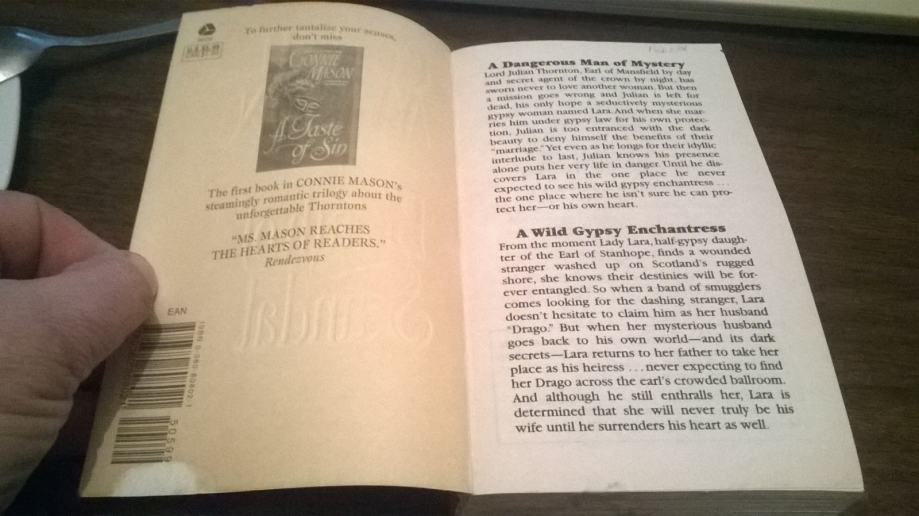 To further tantalize your senses,
don't miss
CONNIE
MASON
A Taste
of Sin
The first book in CONNIE MASON's
steamingly romantic trilogy about the
unforgettable Thorntons
"MS. MASON REACHES
THE HEARTS OF READERS."
Rendezvous
EAN
ISBN 0-380-80802-1
50599
A Dangerous Man of Mystery
Lord Julian Thornton, Earl of Mansfield by day
and secret agent of the crown by night, has
sworn never to love another woman. But then
a mission goes wrong and Julian is left for
dead, his only hope a seductively mysterious
gypsy woman named Lara. And when she mar-
ries him under gypsy law for his own protec-
tion, Julian is too entranced with the dark
beauty to deny himself the benefits of their
"marriage." Yet even as he longs for their idyllic
interlude to last, Julian knows his presence
alone puts her very life in danger. Until he dis-
covers Lara in the one place he never
expected to see his wild gypsy enchantress . . .
the one place where he isn't sure he can pro-
tect her—or his own heart.
A Wild Gypsy Enchantress
From the moment Lady Lara, half-gypsy daugh-
ter of the Earl of Stanhope, finds a wounded
stranger washed up on Scotland's rugged
shore, she knows their destinies will be for-
ever entangled. So when a band of smugglers
comes looking for the dashing stranger, Lara
doesn't hesitate to claim him as her husband
"Drago." But when her mysterious husband
goes back to his own world—and its dark
secrets—Lara returns to her father to take her
place as his heiress . . . never expecting to find
her Drago across the earl's crowded ballroom.
And although he still enthralls her, Lara is
determined that she will never truly be his
wife until he surrenders his heart as well.